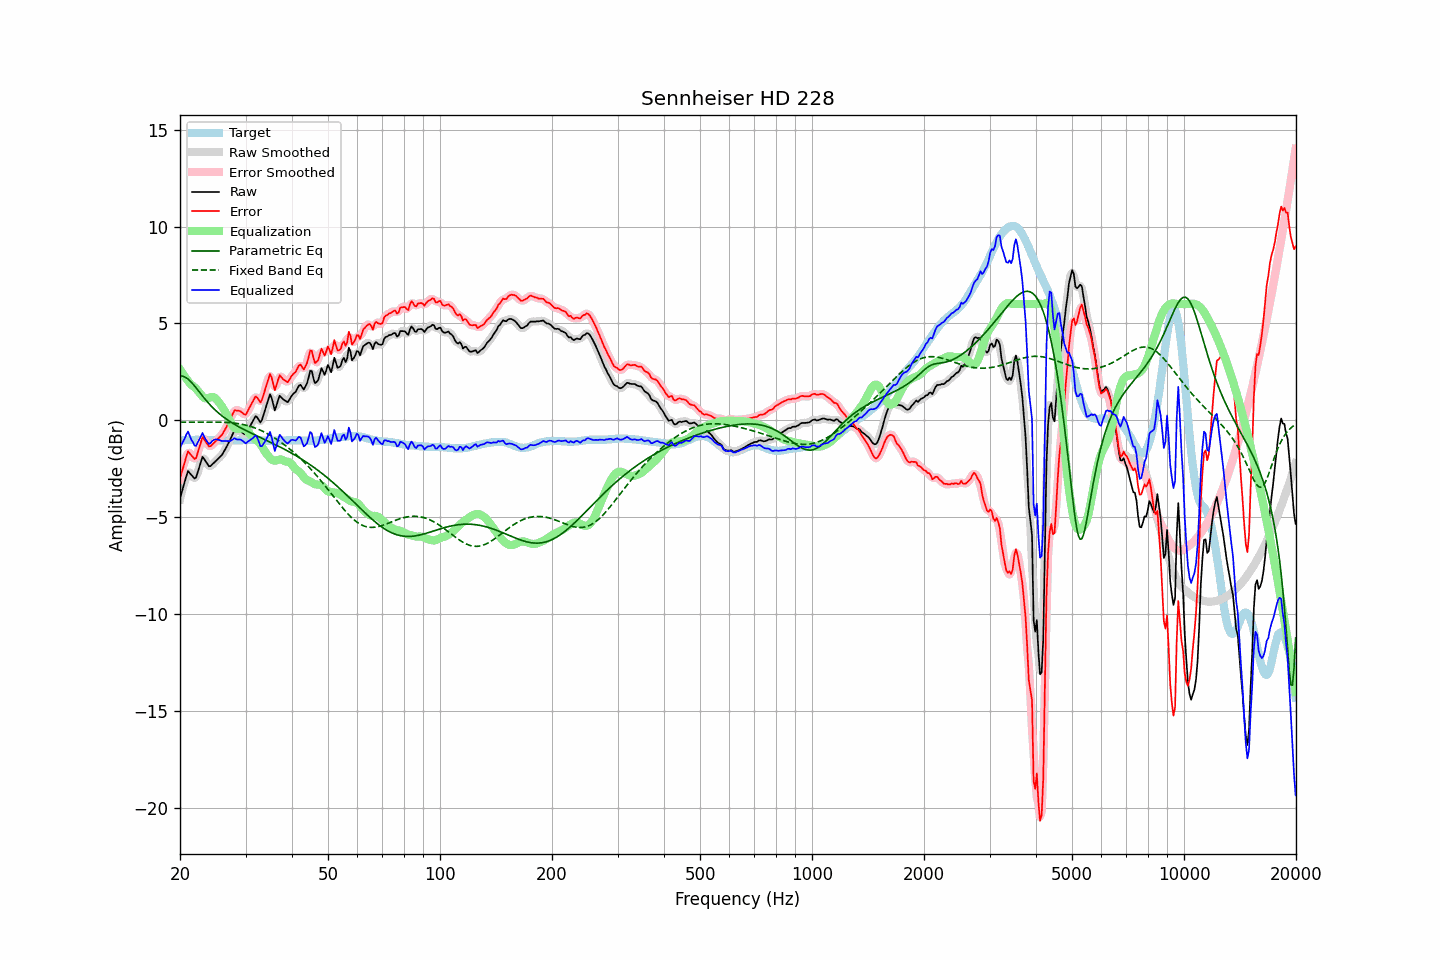 Sennheiser HD 228
15
10
5
0
−5
−10
−15
−20
Amplitude (dBr)
Target
Raw Smoothed
Error Smoothed
Raw
Error
Equalization
Parametric Eq
Fixed Band Eq
Equalized
20 50 100 200 500 1000 2000 5000 10000 20000
Frequency (Hz)